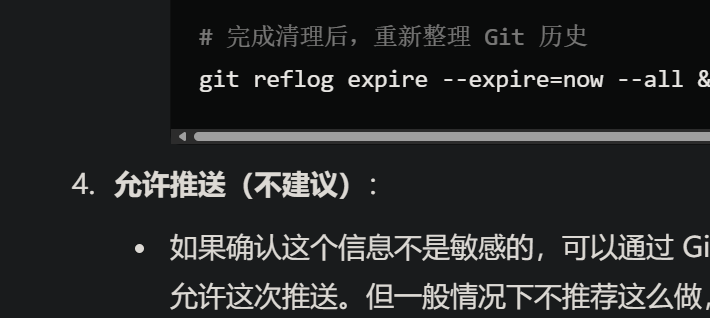 # 完成清理后，重新整理 Git 历史
git reflog expire --expire=now --all &
4. 允许推送（不建议）：
• 如果确认这个信息不是敏感的，可以通过 Gi
允许这次推送。但一般情况下不推荐这么做，